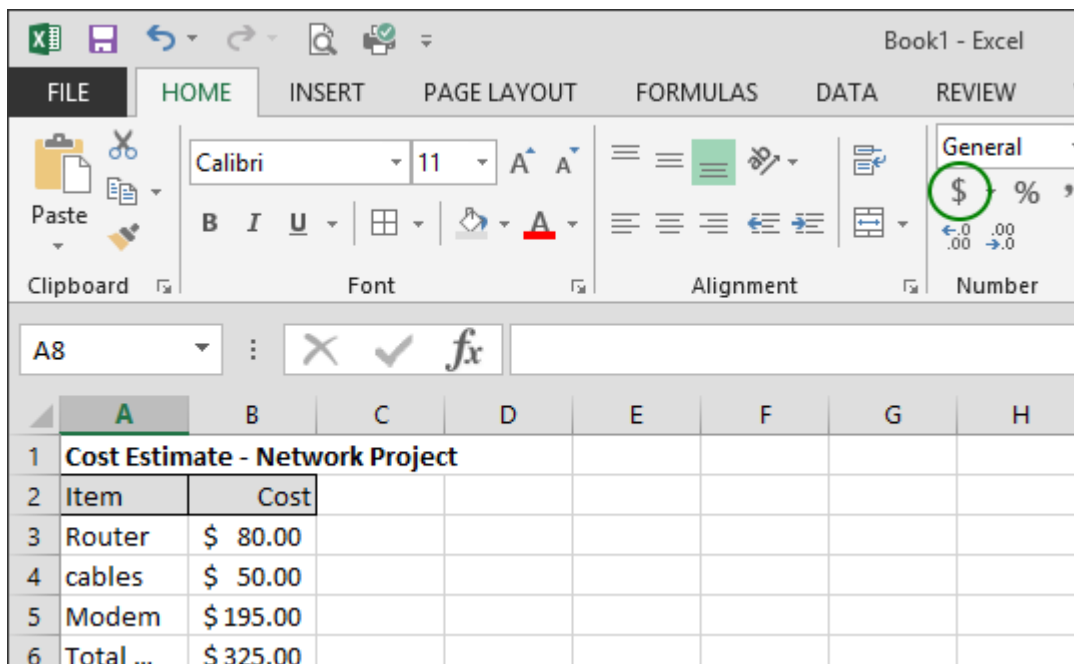 Book1 - Excel
FILE HOME INSERT PAGE LAYOUT FORMULAS DATA REVIEW
Calibri 11 General
Paste B I U A $ %
Clipboard Font Alignment Number
A8 fx
A B C D E F G H
1 Cost Estimate - Network Project
2 Item Cost
3 Router $ 80.00
4 cables $ 50.00
5 Modem $ 195.00
6 Total ... $ 325.00